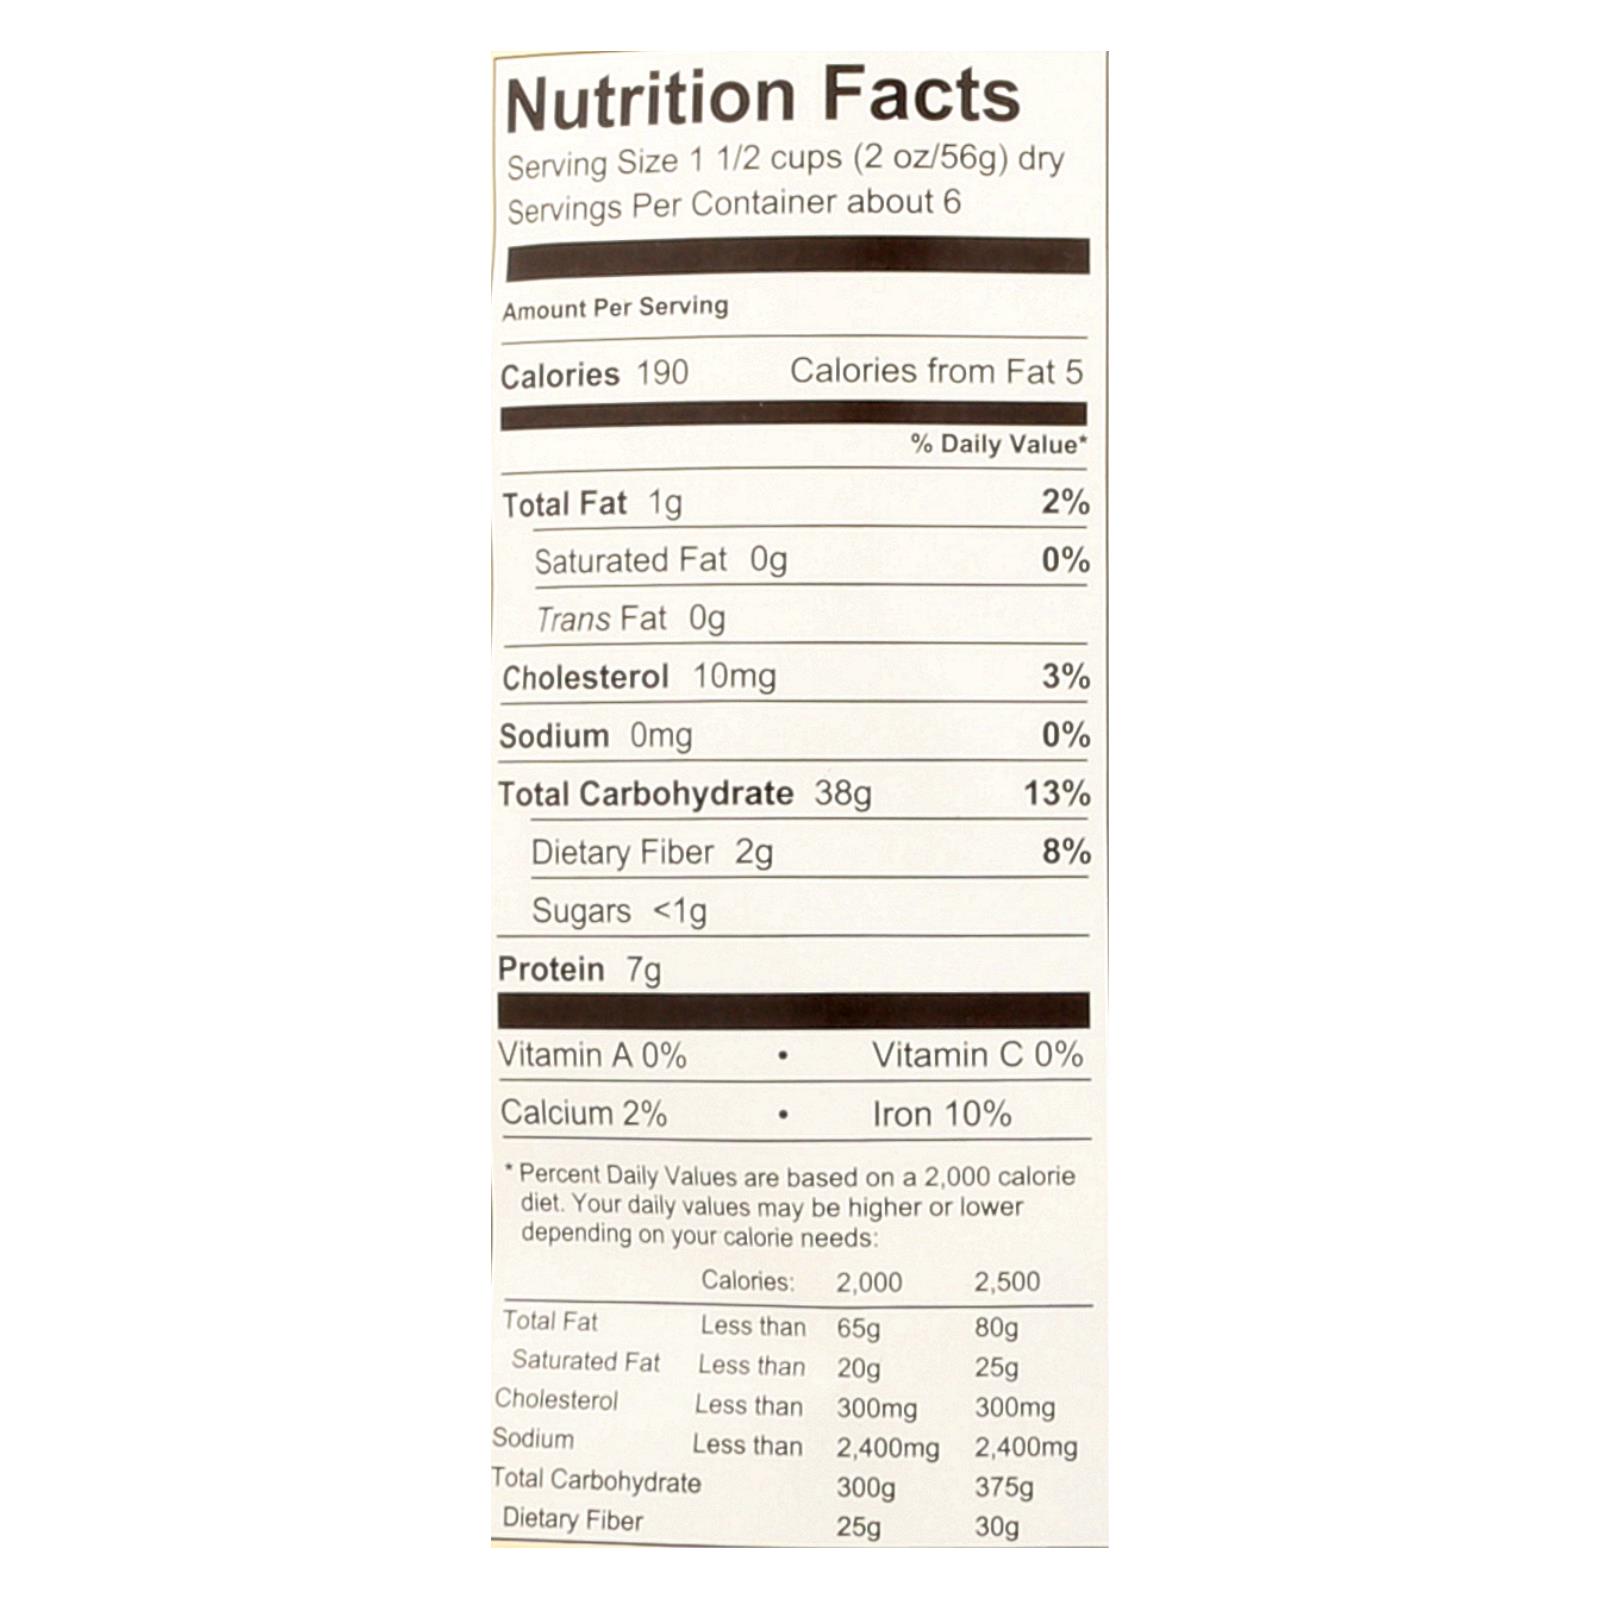 Nutrition Facts
Serving Size 1 1/2 cups (2 oz/56g) dry
Servings Per Container about 6
Amount Per Serving
Calories 190 Calories from Fat 5
% Daily Value*
Total Fat 1g 2%
Saturated Fat 0g 0%
Trans Fat 0g
Cholesterol 10mg 3%
Sodium 0mg 0%
Total Carbohydrate 38g 13%
Dietary Fiber 2g 8%
Sugars <1g
Protein 7g
Vitamin A 0% • Vitamin C 0%
Calcium 2% • Iron 10%
* Percent Daily Values are based on a 2,000 calorie
diet. Your daily values may be higher or lower
depending on your calorie needs:
Calories: 2,000 2,500
Total Fat Less than 65g 80g
Saturated Fat Less than 20g 25g
Cholesterol Less than 300mg 300mg
Sodium Less than 2,400mg 2,400mg
Total Carbohydrate 300g 375g
Dietary Fiber 25g 30g